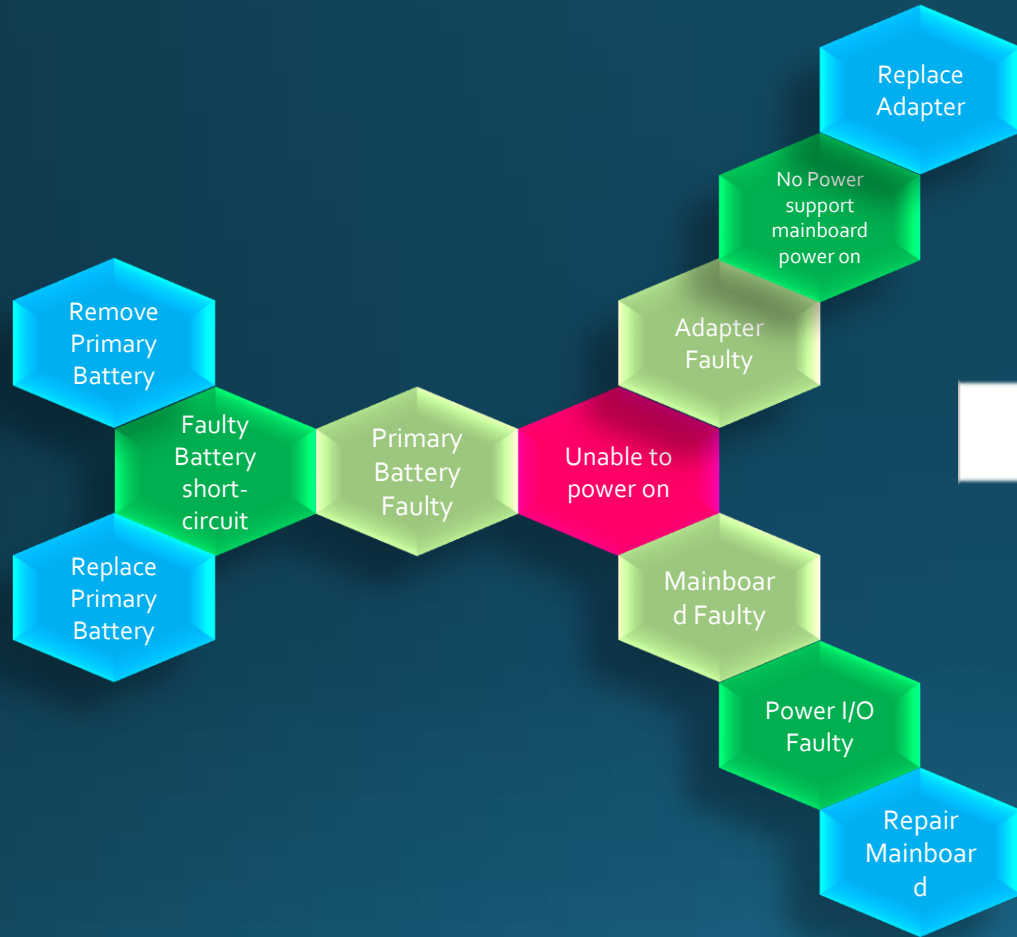 Replace
Adapter
No Power
support
mainboard
power on
Adapter
Faulty
Remove
Primary
Battery
Faulty
Battery
short-
circuit
Primary
Battery
Faulty
Unable to
power on
Replace
Primary
Battery
Mainboar
d Faulty
Power I/O
Faulty
Repair
Mainboar
d